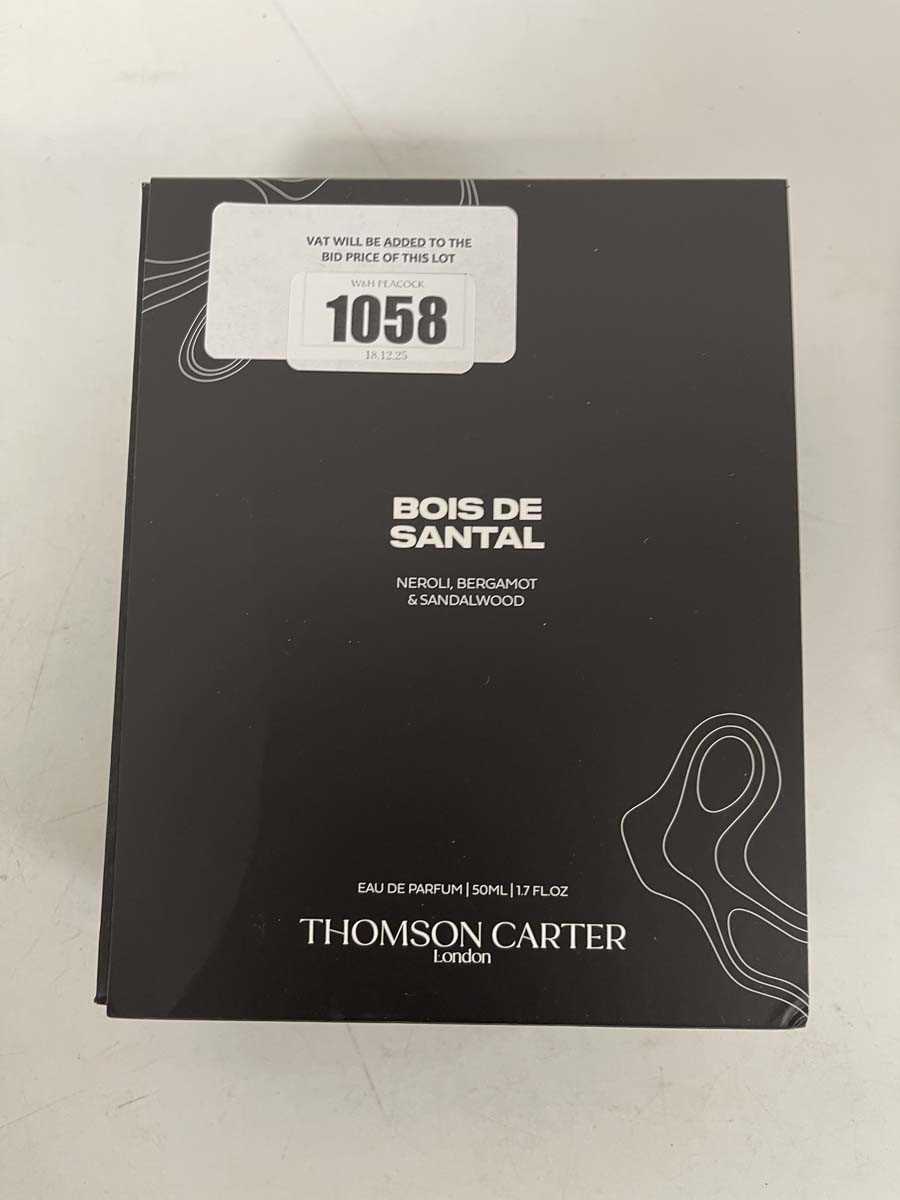 VAT WILL BE ADDED TO THE
BID PRICE OF THIS LOT
W&H PEACOCK
1058
18.12.25
BOIS DE
SANTAL
NEROLI, BERGAMOT
& SANDALWOOD
EAU DE PARFUM | 50ML | 1.7 FL.OZ
THOMSON CARTER
London